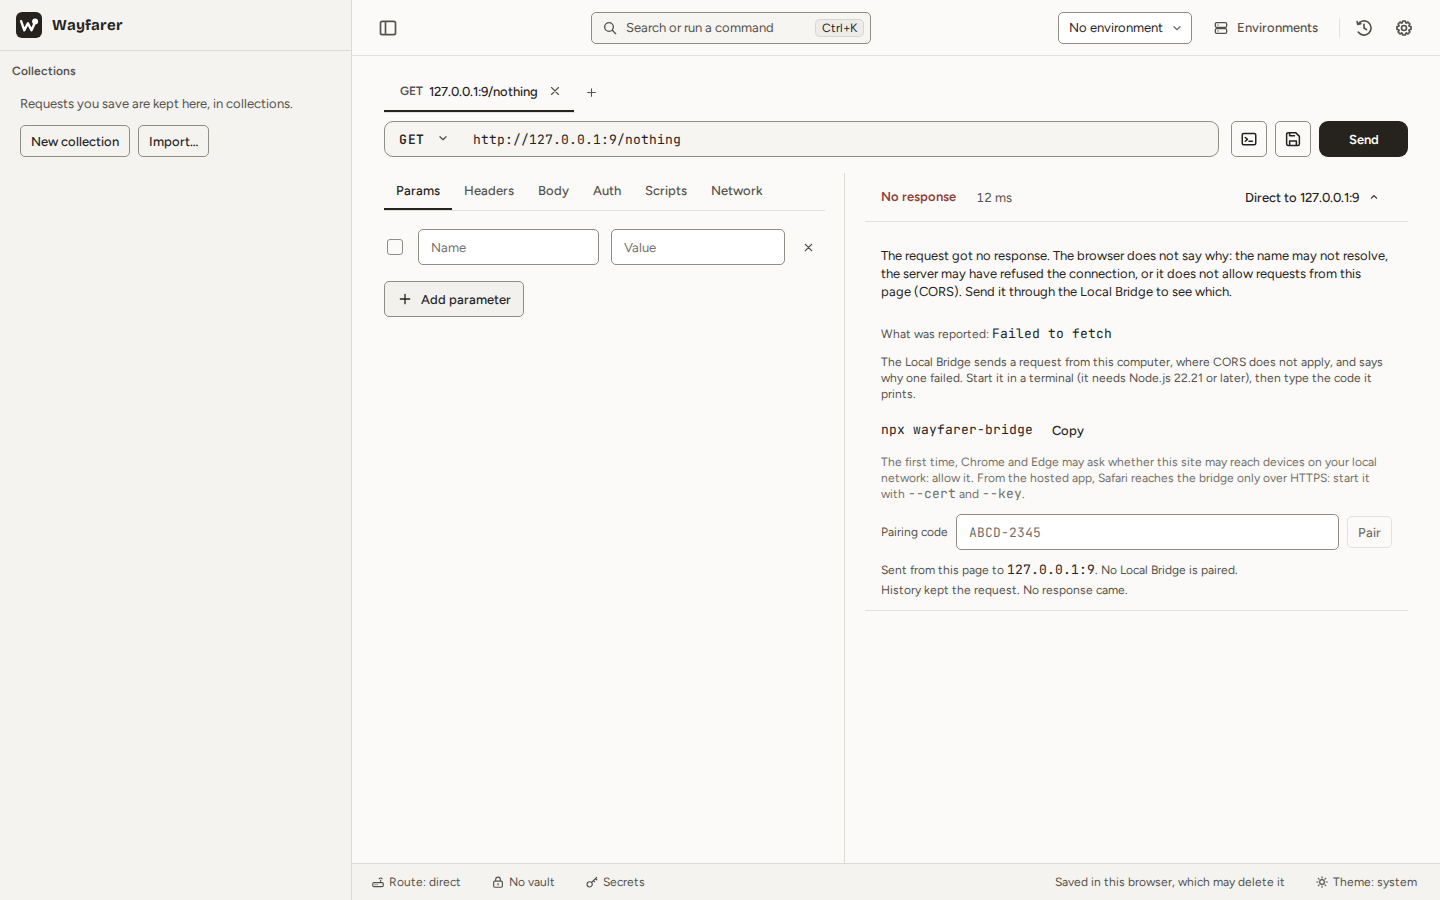 Wayfarer
Search or run a command
Ctrl+K
No environment
Environments
Collections
Requests you save are kept here, in collections.
New collection
Import...
GET 127.0.0.1:9/nothing
GET
http://127.0.0.1:9/nothing
Send
Params
Headers
Body
Auth
Scripts
Network
Name
Value
Add parameter
No response
12 ms
Direct to 127.0.0.1:9
The request got no response. The browser does not say why: the name may not resolve,
the server may have refused the connection, or it does not allow requests from this
page (CORS). Send it through the Local Bridge to see which.
What was reported: Failed to fetch
The Local Bridge sends a request from this computer, where CORS does not apply, and says
why one failed. Start it in a terminal (it needs Node.js 22.21 or later), then type the code it
prints.
npx wayfarer-bridge
Copy
The first time, Chrome and Edge may ask whether this site may reach devices on your local
network: allow it. From the hosted app, Safari reaches the bridge only over HTTPS: start it
with --cert and --key.
Pairing code
ABCD-2345
Pair
Sent from this page to 127.0.0.1:9. No Local Bridge is paired.
History kept the request. No response came.
Route: direct
No vault
Secrets
Saved in this browser, which may delete it
Theme: system